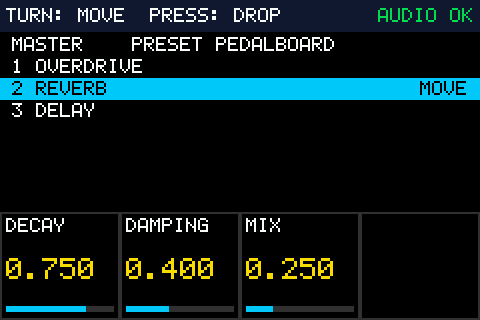 TURN: MOVE  PRESS: DROP  AUDIO OK
MASTER  PRESET PEDALBOARD
1 OVERDRIVE
2 REVERB  MOVE
3 DELAY
DECAY  DAMPING  MIX
0.750  0.400  0.250